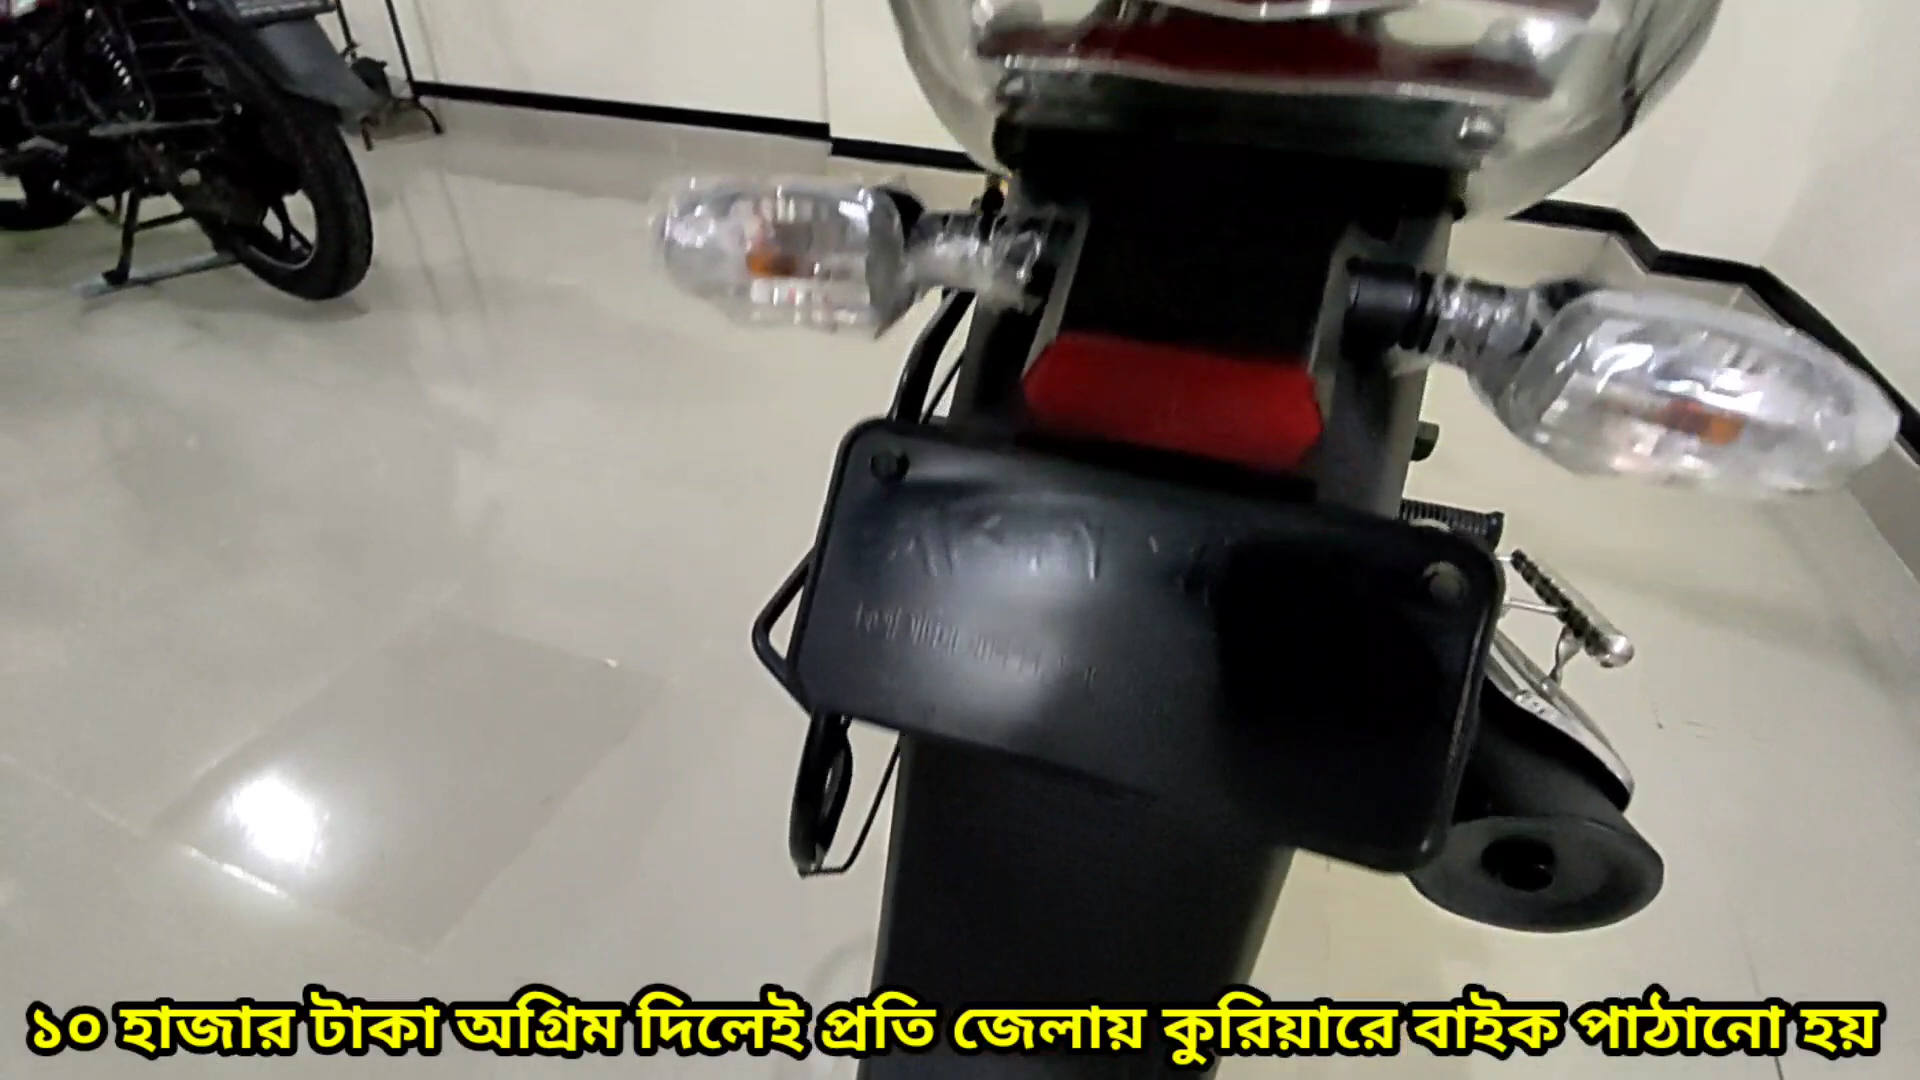 ১০ হাজার টাকা অগ্রিম দিলেই প্রতি জেলায় কুরিয়ারে বাইক পাঠানো হয়